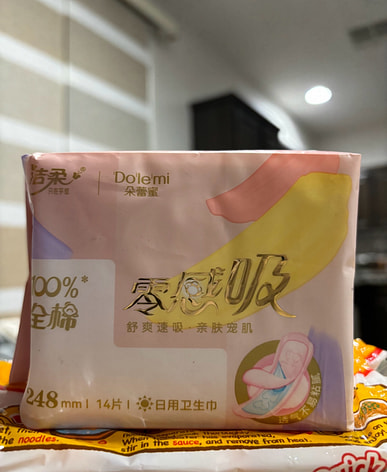 洁柔 | Dolemi
朵蕾蜜
零感吸
舒爽速吸·亲肤宠肌
100%*
全棉
248mm | 14片 | 日用卫生巾
the noodles.
stir in the sauce, and remove from heat.